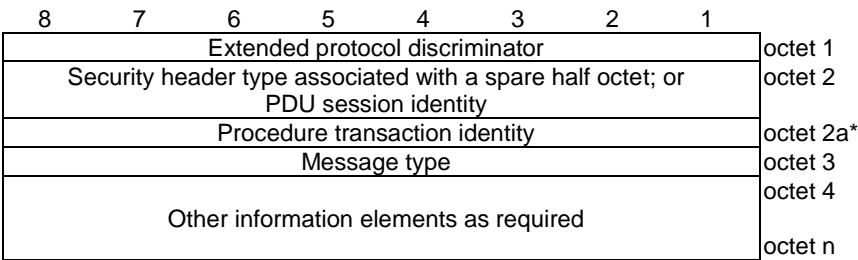 8 7 6 5 4 3 2 1
Extended protocol discriminator octet 1
Security header type associated with a spare half octet; or octet 2
PDU session identity
Procedure transaction identity octet 2a*
Message type octet 3
octet 4
Other information elements as required
octet n